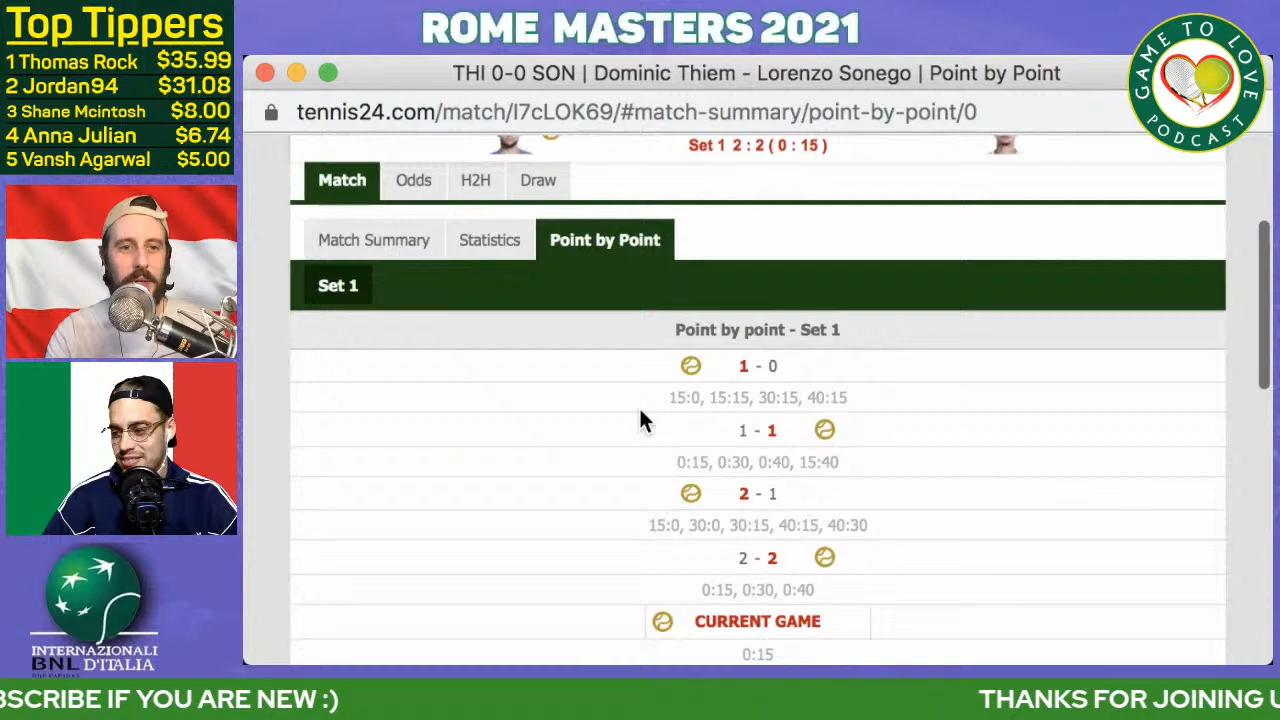 Top Tippers
1 Thomas Rock $35.99
2 Jordan94 $31.08
3 Shane Mcintosh $8.00
4 Anna Julian $6.74
5 Vansh Agarwal $5.00
ROME MASTERS 2021
GAME TO LOVE
PODCAST
THI 0-0 SON | Dominic Thiem - Lorenzo Sonego | Point by Point
tennis24.com/match/I7cLOK69/#match-summary/point-by-point/0
Set 1 2 : 2 ( 0 : 15 )
Match Odds H2H Draw
Match Summary Statistics Point by Point
Set 1
Point by point - Set 1
1 - 0
15:0, 15:15, 30:15, 40:15
1 - 1
0:15, 0:30, 0:40, 15:40
2 - 1
15:0, 30:0, 30:15, 40:15, 40:30
2 - 2
0:15, 0:30, 0:40
CURRENT GAME
0:15
INTERNAZIONALI
BNL D'ITALIA
BSCRIBE IF YOU ARE NEW :) THANKS FOR JOINING U